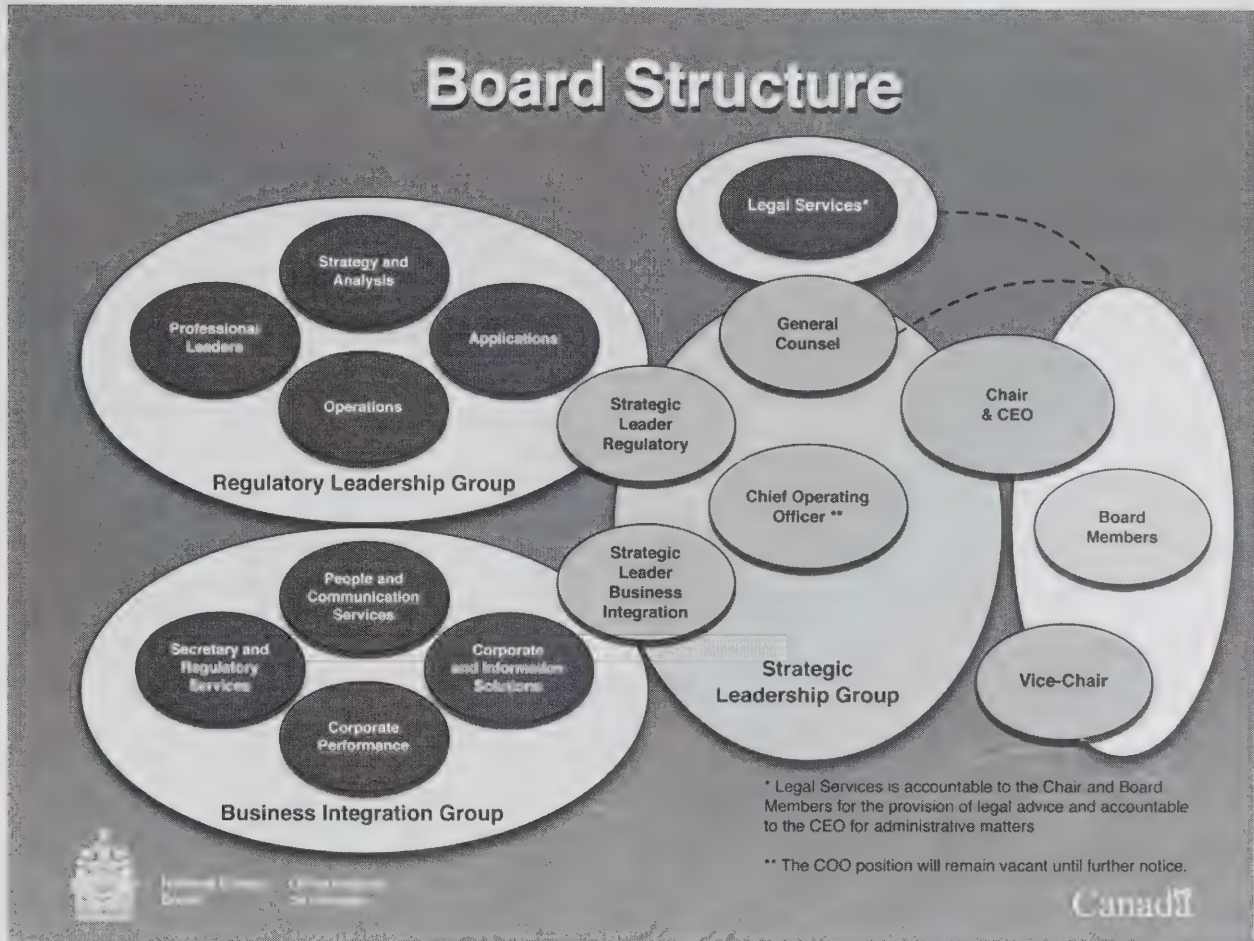 Board Structure
Legal Services*
Strategy and
Analysis
Professional
Leaders
Applications
Operations
Regulatory Leadership Group
General
Counsel
Strategic
Leader
Regulatory
Chair
& CEO
Chief Operating
Officer **
Board
Members
Strategic
Leader
Business
Integration
People and
Communication
Services
Secretary and
Regulatory
Services
Corporate
and Information
Solutions
Corporate
Performance
Business Integration Group
Strategic
Leadership Group
Vice-Chair
* Legal Services is accountable to the Chair and Board
Members for the provision of legal advice and accountable
to the CEO for administrative matters
** The COO position will remain vacant until further notice.
Canada